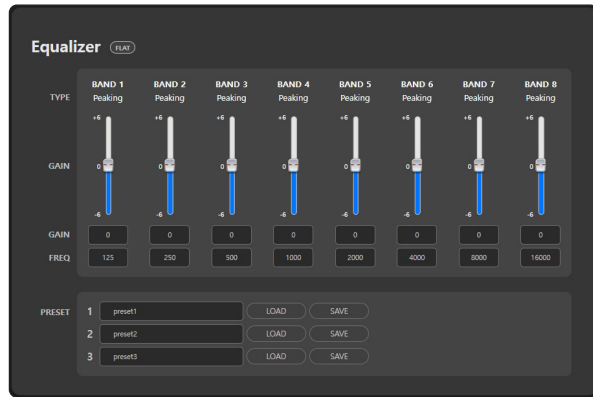 Equalizer FLAT
BAND 1 BAND 2 BAND 3 BAND 4 BAND 5 BAND 6 BAND 7 BAND 8
TYPE Peaking Peaking Peaking Peaking Peaking Peaking Peaking Peaking
+6 +6 +6 +6 +6 +6 +6 +6
GAIN 0 0 0 0 0 0 0 0
-6 -6 -6 -6 -6 -6 -6 -6
GAIN 0 0 0 0 0 0 0 0
FREQ 125 250 500 1000 2000 4000 8000 16000
PRESET 1 preset1 LOAD SAVE
2 preset2 LOAD SAVE
3 preset3 LOAD SAVE